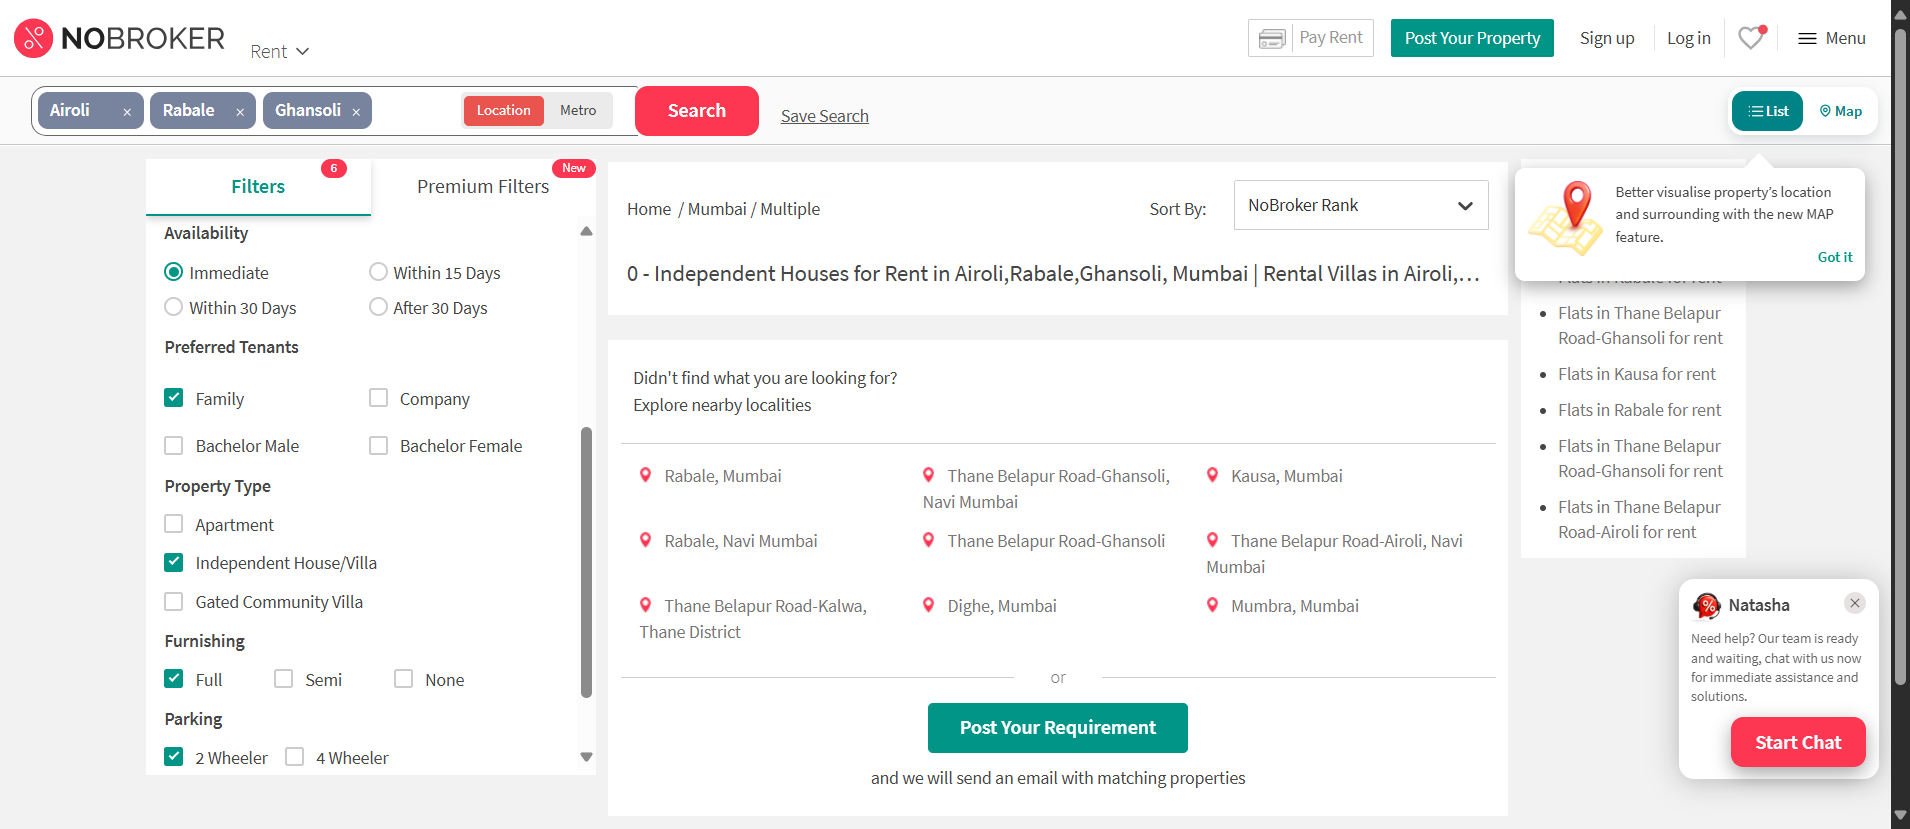 NOBROKER
Rent
Pay Rent
Post Your Property
Sign up
Log in
Menu
Airoli ×
Rabale ×
Ghansoli ×
Location
Metro
Search
Save Search
List
Map
Filters
6
Premium Filters
New
Availability
Immediate
Within 15 Days
Within 30 Days
After 30 Days
Preferred Tenants
Family
Company
Bachelor Male
Bachelor Female
Property Type
Apartment
Independent House/Villa
Gated Community Villa
Furnishing
Full
Semi
None
Parking
2 Wheeler
4 Wheeler
Home / Mumbai / Multiple
Sort By:
NoBroker Rank
0 - Independent Houses for Rent in Airoli,Rabale,Ghansoli, Mumbai | Rental Villas in Airoli,...
Didn't find what you are looking for?
Explore nearby localities
Rabale, Mumbai
Thane Belapur Road-Ghansoli,
Navi Mumbai
Kausa, Mumbai
Rabale, Navi Mumbai
Thane Belapur Road-Ghansoli
Thane Belapur Road-Airoli, Navi
Mumbai
Thane Belapur Road-Kalwa,
Thane District
Dighe, Mumbai
Mumbra, Mumbai
or
Post Your Requirement
and we will send an email with matching properties
Better visualise property's location
and surrounding with the new MAP
feature.
Got it
Flats in Rabale for rent
Flats in Thane Belapur
Road-Ghansoli for rent
Flats in Kausa for rent
Flats in Rabale for rent
Flats in Thane Belapur
Road-Ghansoli for rent
Flats in Thane Belapur
Road-Airoli for rent
Natasha
Need help? Our team is ready
and waiting, chat with us now
for immediate assistance and
solutions.
Start Chat